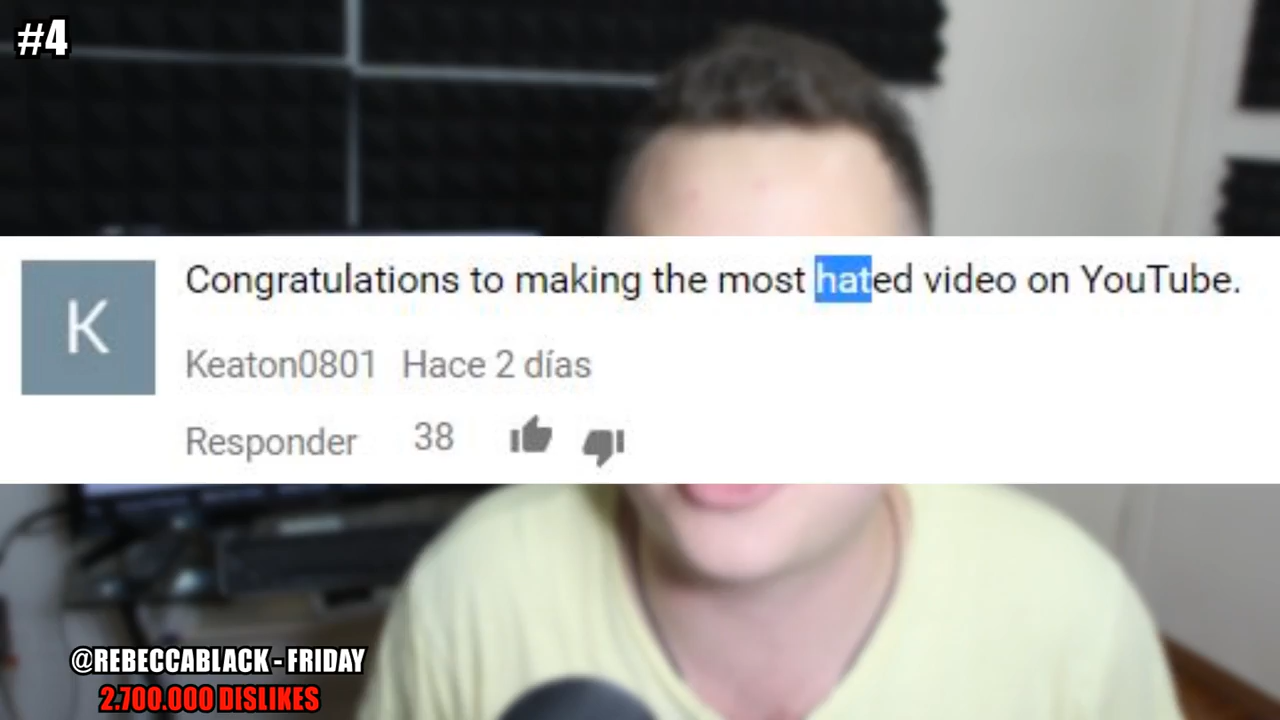 #4
Congratulations to making the most hated video on YouTube.
K
Keaton0801 Hace 2 días
Responder 38
@REBECCABLACK - FRIDAY
2.700.000 DISLIKES